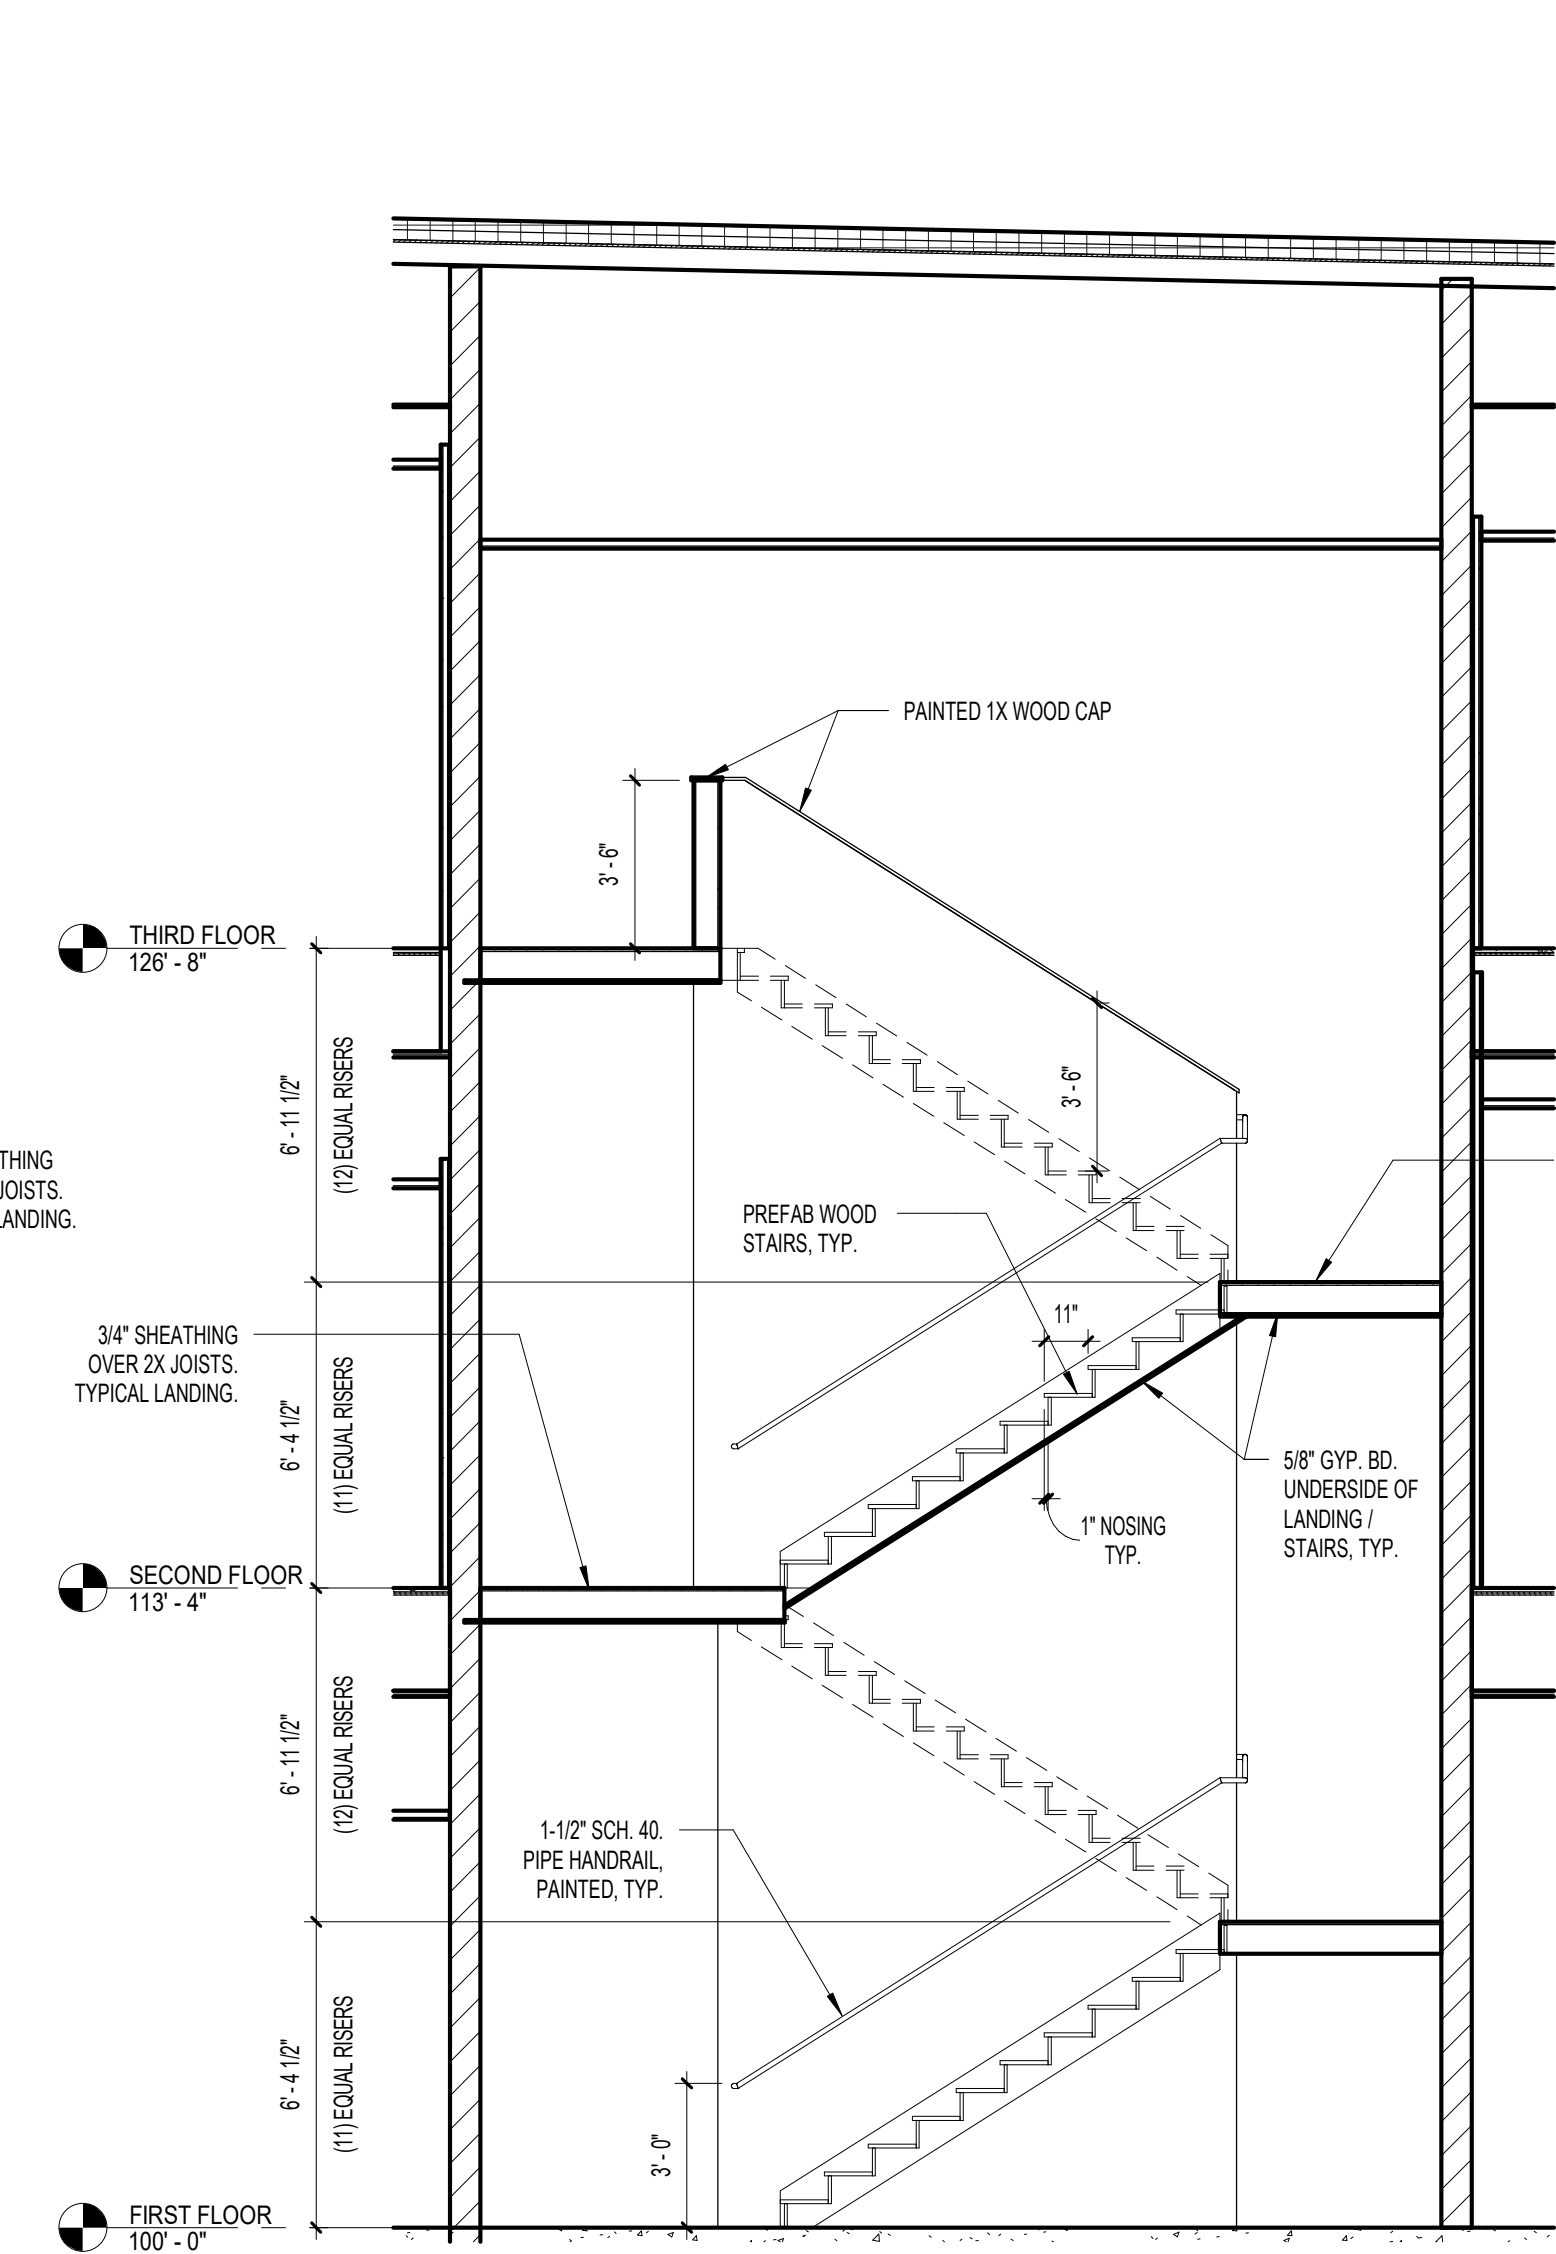 PAINTED 1X WOOD CAP
3' - 6"
THIRD FLOOR
126' - 8"
6' - 11 1/2"
(12) EQUAL RISERS
3' - 6"
THING
JOISTS.
LANDING.
PREFAB WOOD
STAIRS, TYP.
11"
3/4" SHEATHING
OVER 2X JOISTS.
TYPICAL LANDING.
6' - 4 1/2"
(11) EQUAL RISERS
5/8" GYP. BD.
UNDERSIDE OF
LANDING /
STAIRS, TYP.
1" NOSING
TYP.
SECOND FLOOR
113' - 4"
6' - 11 1/2"
(12) EQUAL RISERS
1-1/2" SCH. 40.
PIPE HANDRAIL,
PAINTED, TYP.
6' - 4 1/2"
(11) EQUAL RISERS
3' - 0"
FIRST FLOOR
100' - 0"